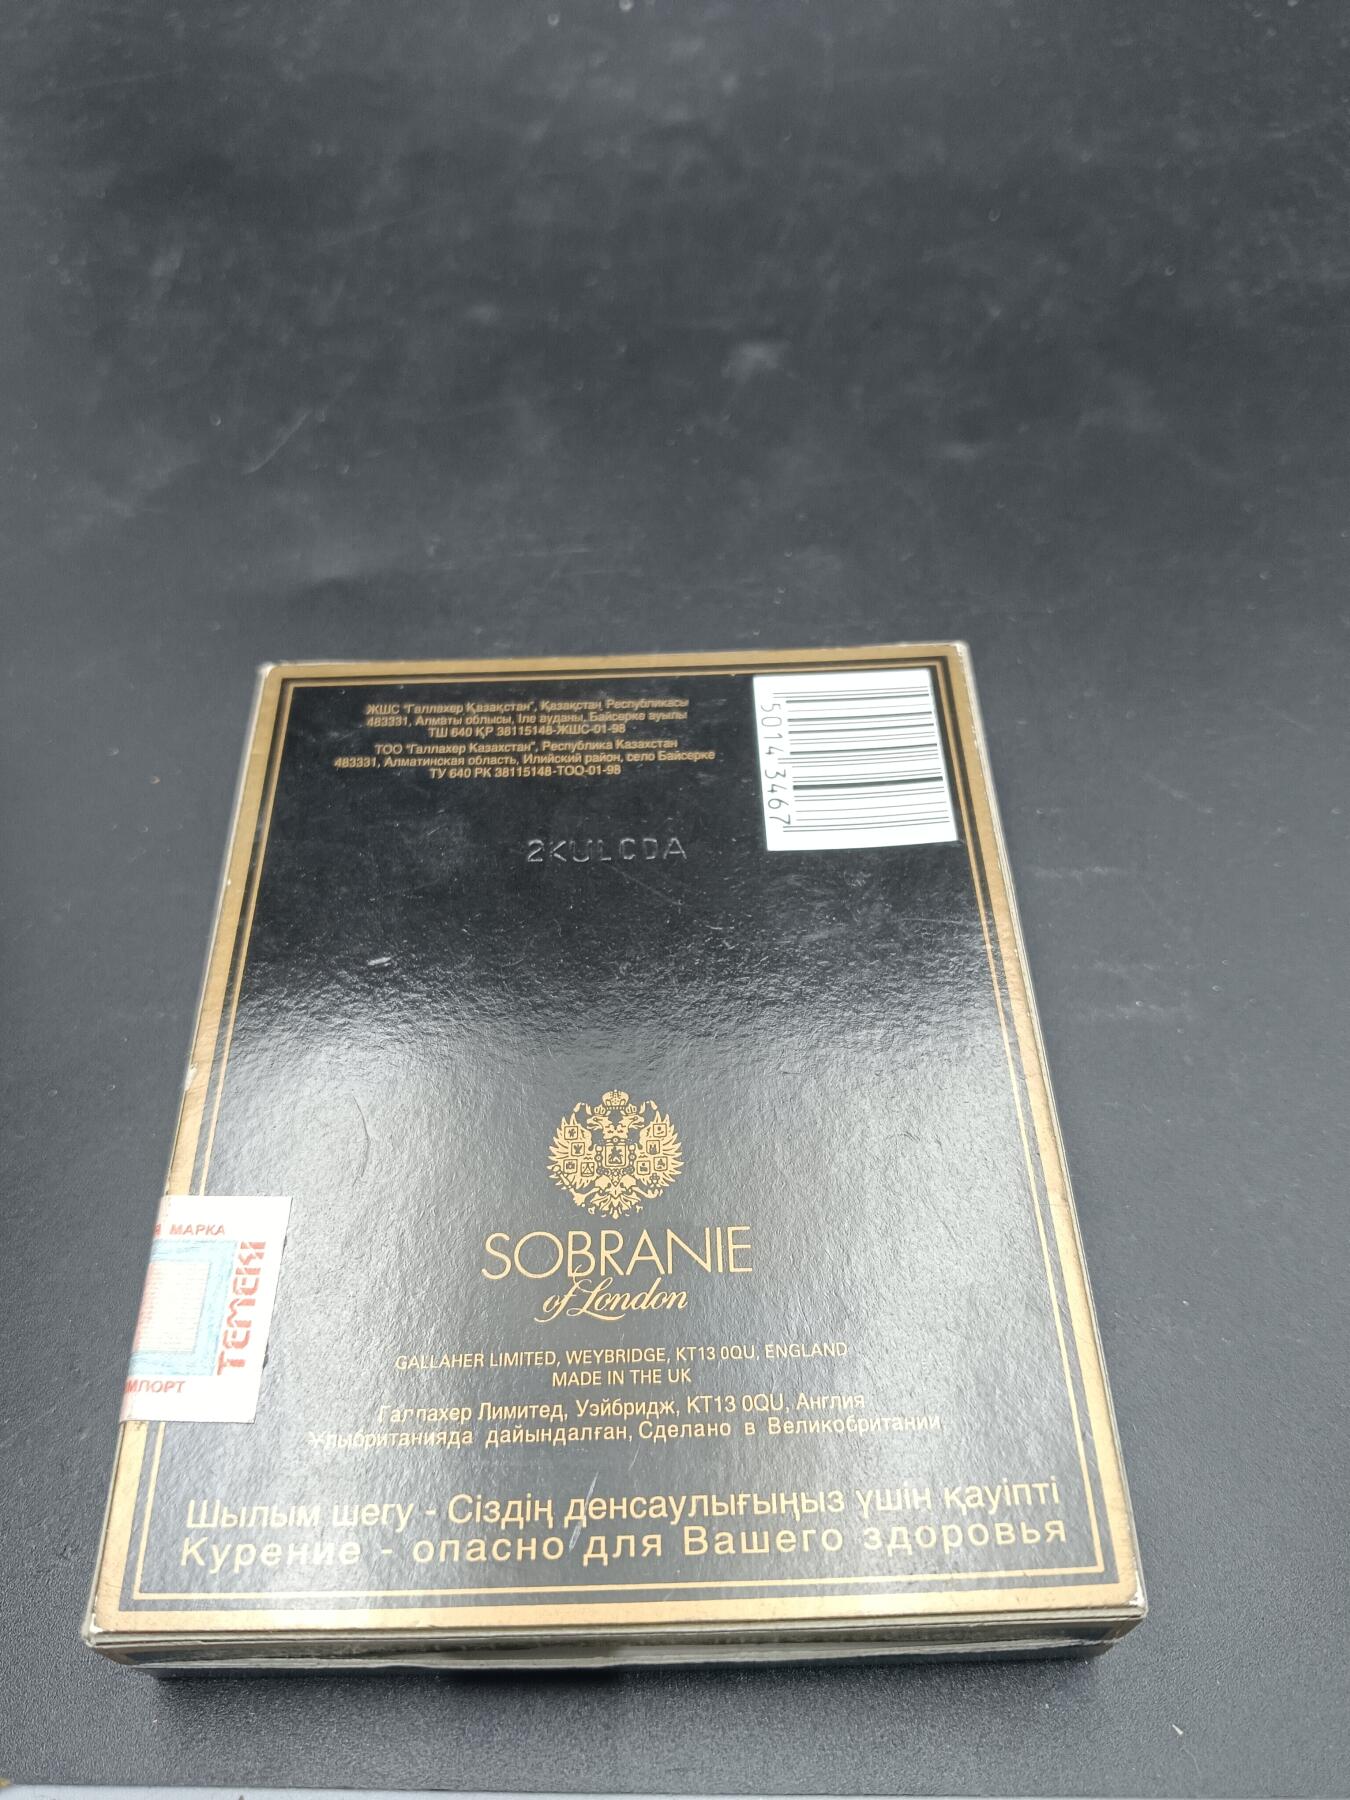 ЖШС "Галлахер Қазақстан", Қазақстан Республикасы
483331, Алматы облысы, Іле ауданы, Байсерке ауылы
ТШ 640 ҚР 38115148-ЖШС-01-98
ТОО "Галлахер Казахстан", Республика Казахстан
483331, Алматинская область, Илийский район, село Байсерке
ТУ 640 РК 38115148-ТОО-01-98
5014 3467
2KULCDA
SOBRANIE
of London
GALLAHER LIMITED, WEYBRIDGE, KT13 0QU, ENGLAND
MADE IN THE UK
Галлахер Лимитед, Уэйбридж, KT13 0QU, Англия
Ұлыбританияда дайындалған, Сделано в Великобритании
Шылым шегу - Сіздің денсаулығыңыз үшін қауіпті
Курение - опасно для Вашего здоровья
Я МАРКА
ТЕМЕКІ
МПОРТ